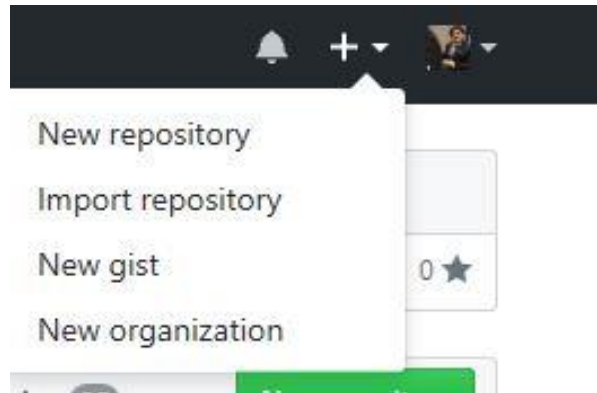 New repository
Import repository
New gist
0
New organization